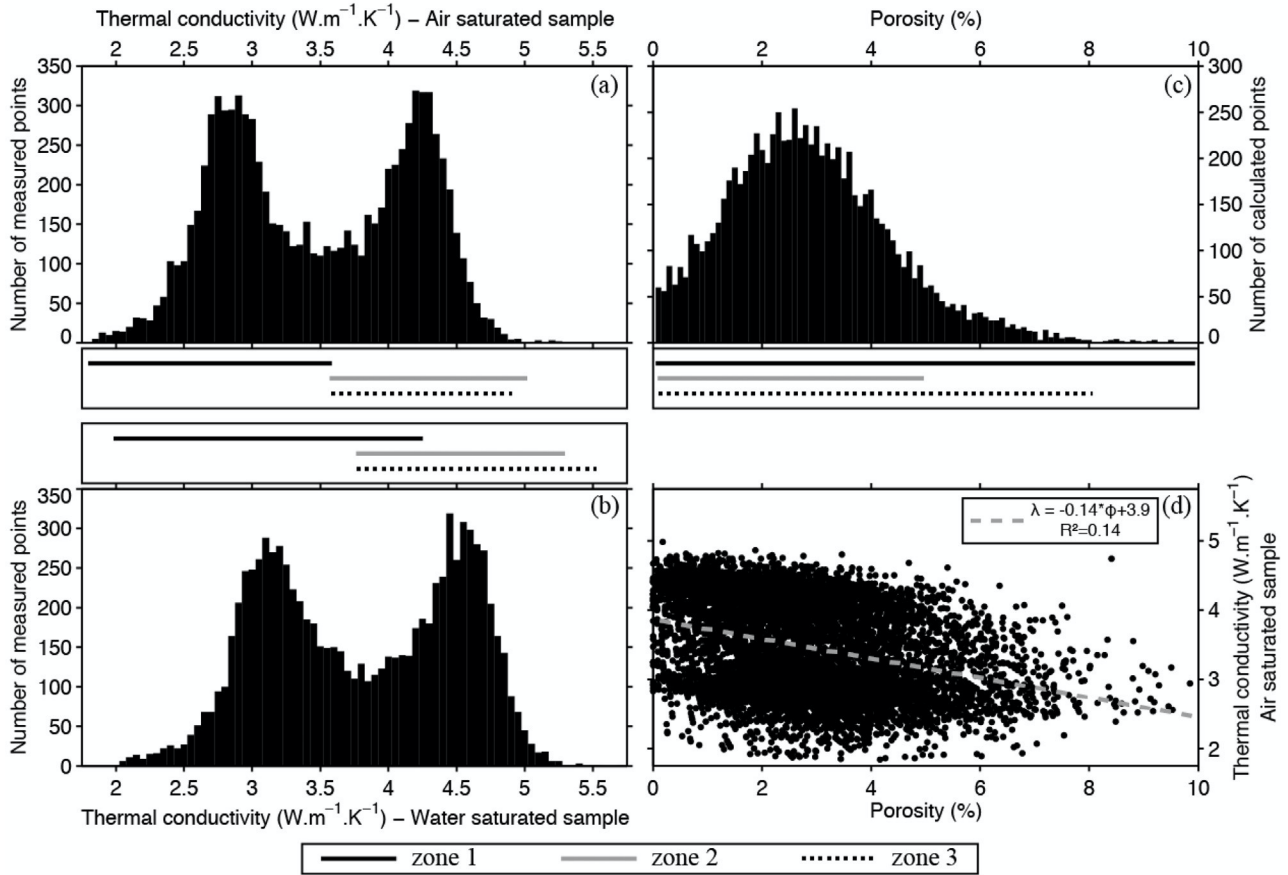 Thermal conductivity (W.m⁻¹.K⁻¹) – Air saturated sample
2 2.5 3 3.5 4 4.5 5 5.5
350
300
250
200
150
100
50
0
Number of measured points
(a)
Porosity (%)
0 2 4 6 8 10
300
250
200
150
100
50
0
Number of calculated points
(c)
350
300
250
200
150
100
50
0
Number of measured points
(b)
2 2.5 3 3.5 4 4.5 5 5.5
Thermal conductivity (W.m⁻¹.K⁻¹) – Water saturated sample
λ = -0.14*ϕ+3.9
R²=0.14
(d)
5
4
3
2
Thermal conductivity (W.m⁻¹.K⁻¹)
Air saturated sample
0 2 4 6 8 10
Porosity (%)
zone 1 zone 2 zone 3